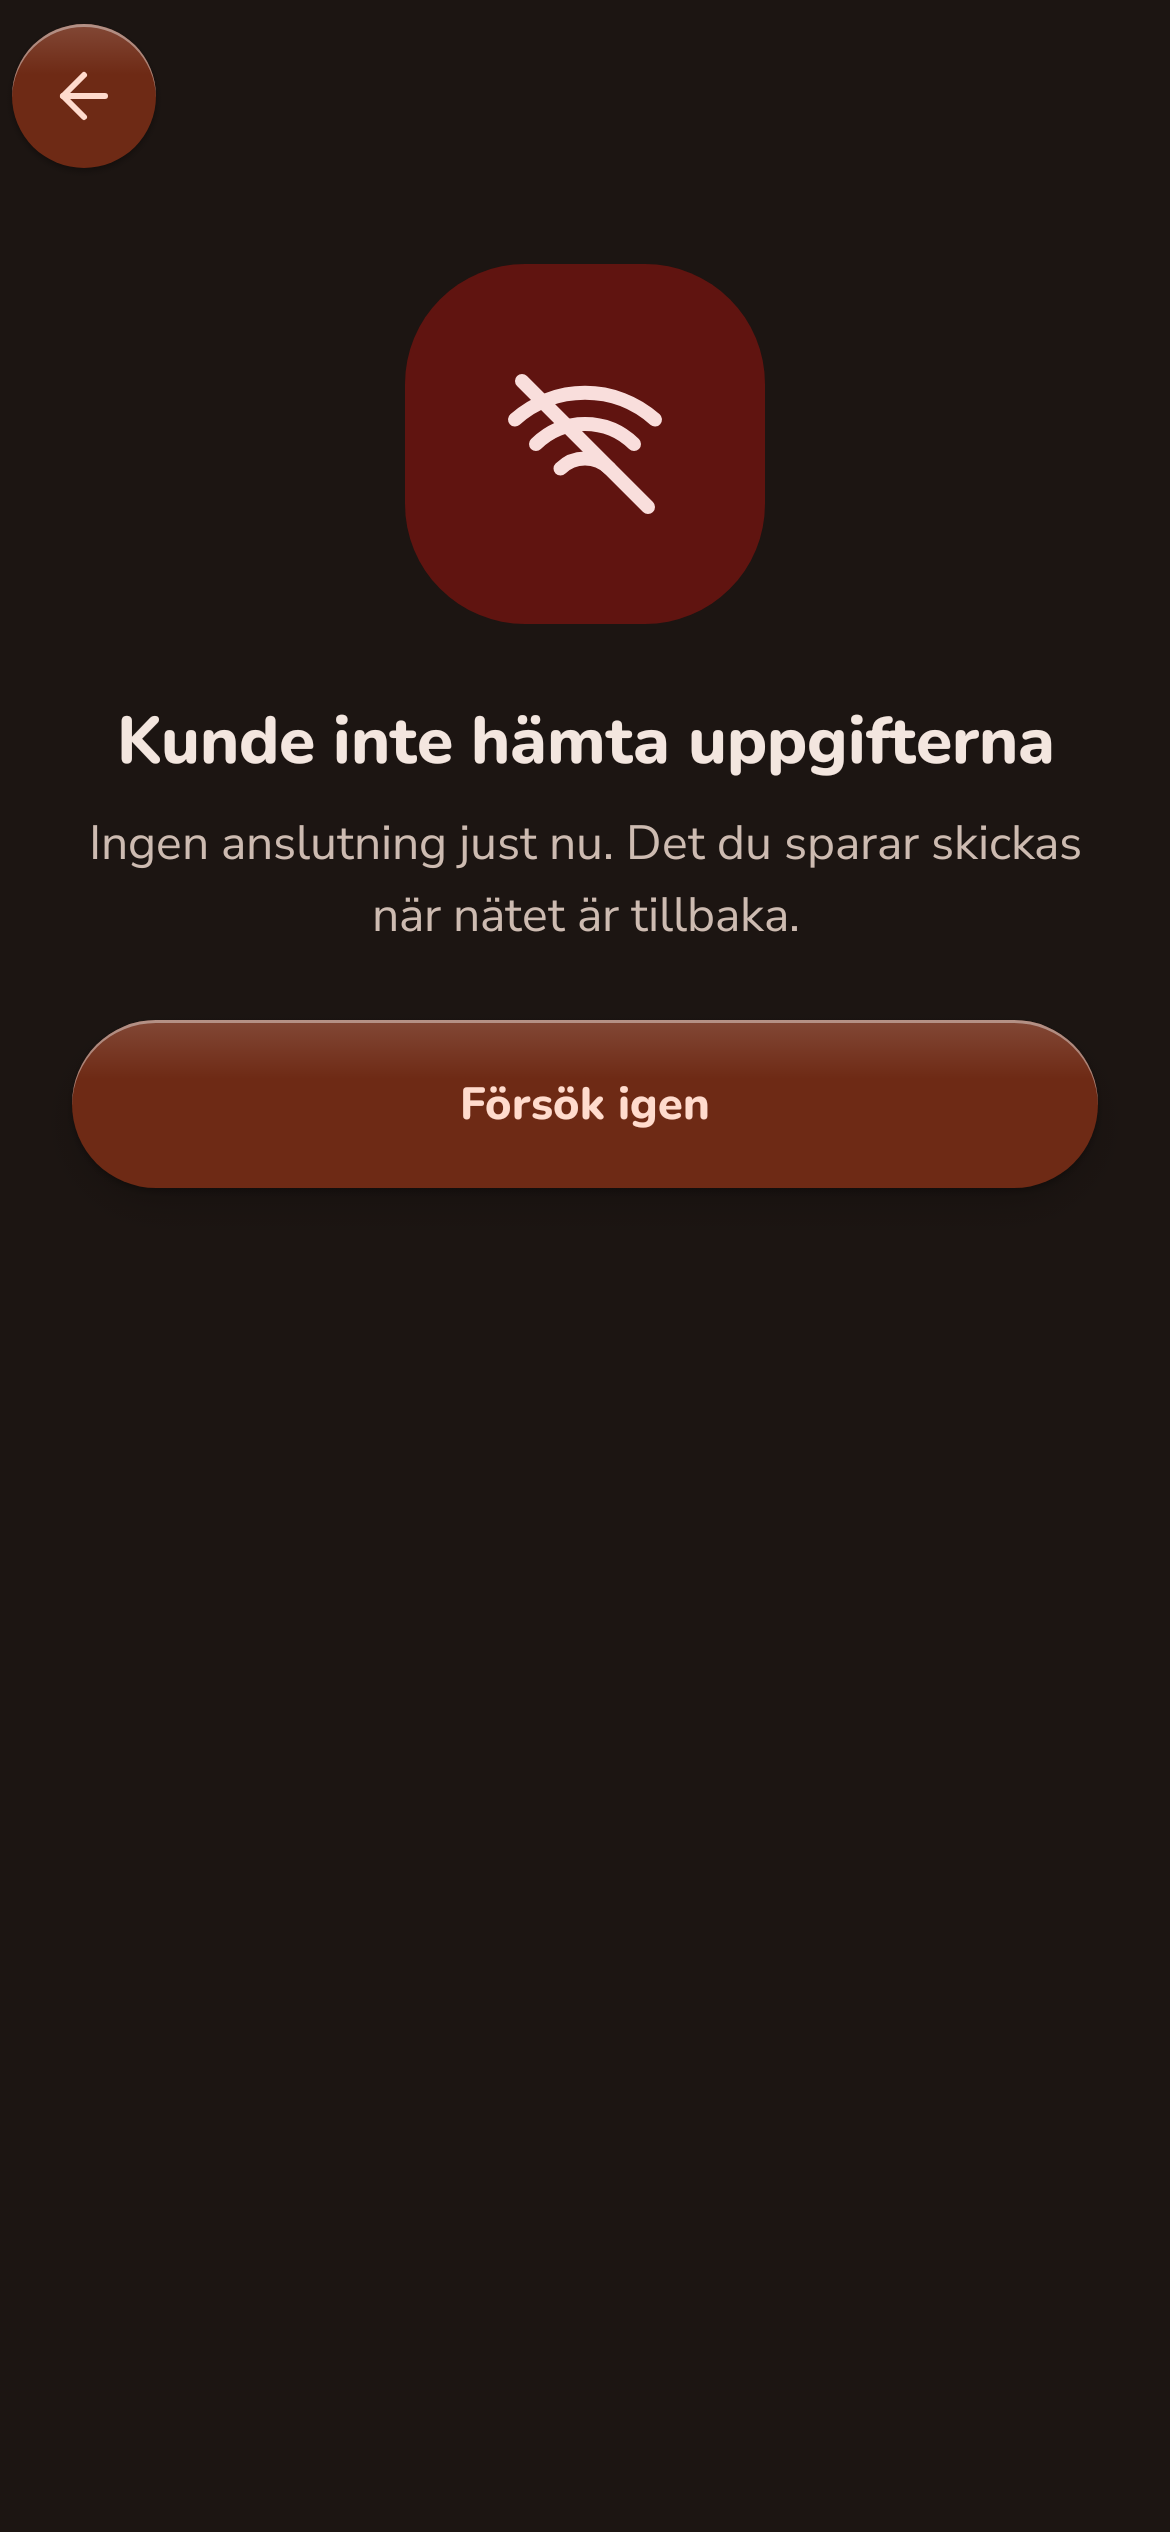 Kunde inte hämta uppgifterna
Ingen anslutning just nu. Det du sparar skickas
när nätet är tillbaka.
Försök igen